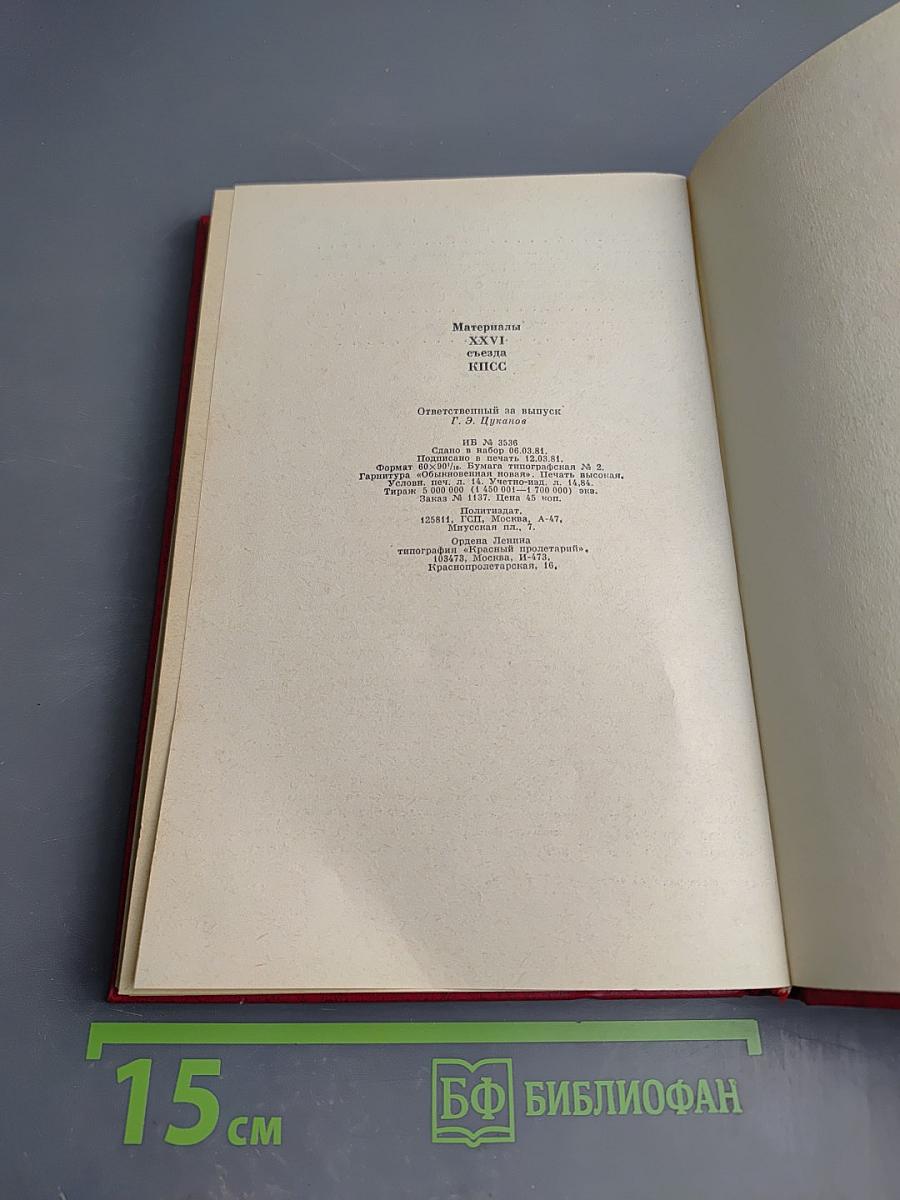 Материалы
XXVI
съезда
КПСС
Ответственный за выпуск
Г. Э. Цуканов
ИБ № 3536
Сдано в набор 06.03.81.
Подписано в печать 12.03.81.
Формат 60×90¹/₁₆. Бумага типографская № 2.
Гарнитура «Обыкновенная новая». Печать высокая.
Условн. печ. л. 14. Учетно-изд. л. 14,84.
Тираж 5 000 000 (1 450 001—1 700 000) экз.
Заказ № 1137. Цена 45 коп.
Политиздат.
125811, ГСП, Москва, А-47,
Миусская пл., 7.
Ордена Ленина
типография «Красный пролетарий».
103473, Москва, И-473,
Краснопролетарская, 16.
15 см
БФ БИБЛИОФАН